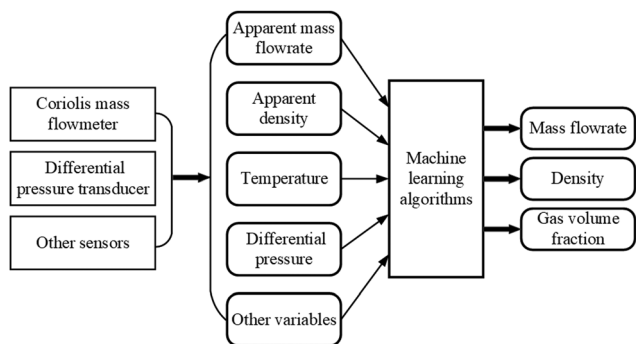 Coriolis mass
flowmeter
Differential
pressure transducer
Other sensors
Apparent mass
flowrate
Apparent
density
Temperature
Differential
pressure
Other variables
Machine
learning
algorithms
Mass flowrate
Density
Gas volume
fraction